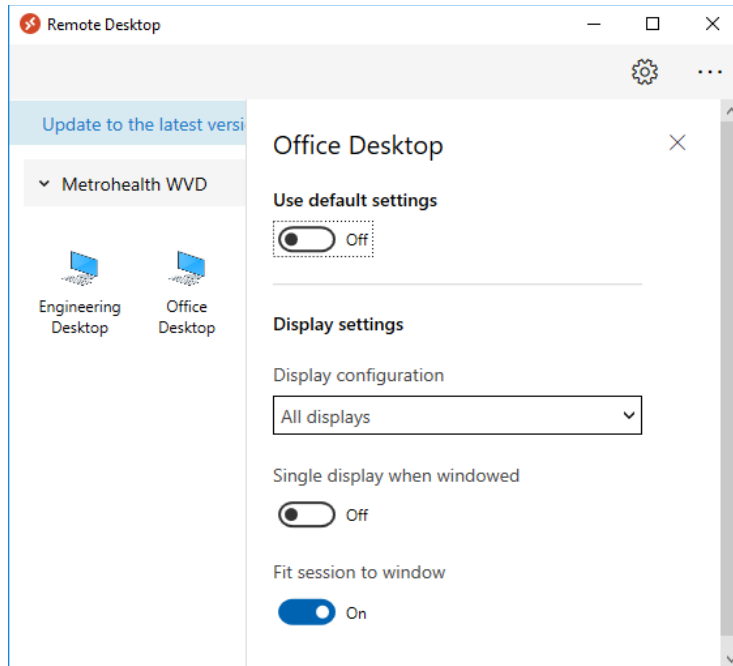 Remote Desktop
Update to the latest versi
Metrohealth WVD
Engineering
Desktop
Office
Desktop
Office Desktop
Use default settings
Off
Display settings
Display configuration
All displays
Single display when windowed
Off
Fit session to window
On